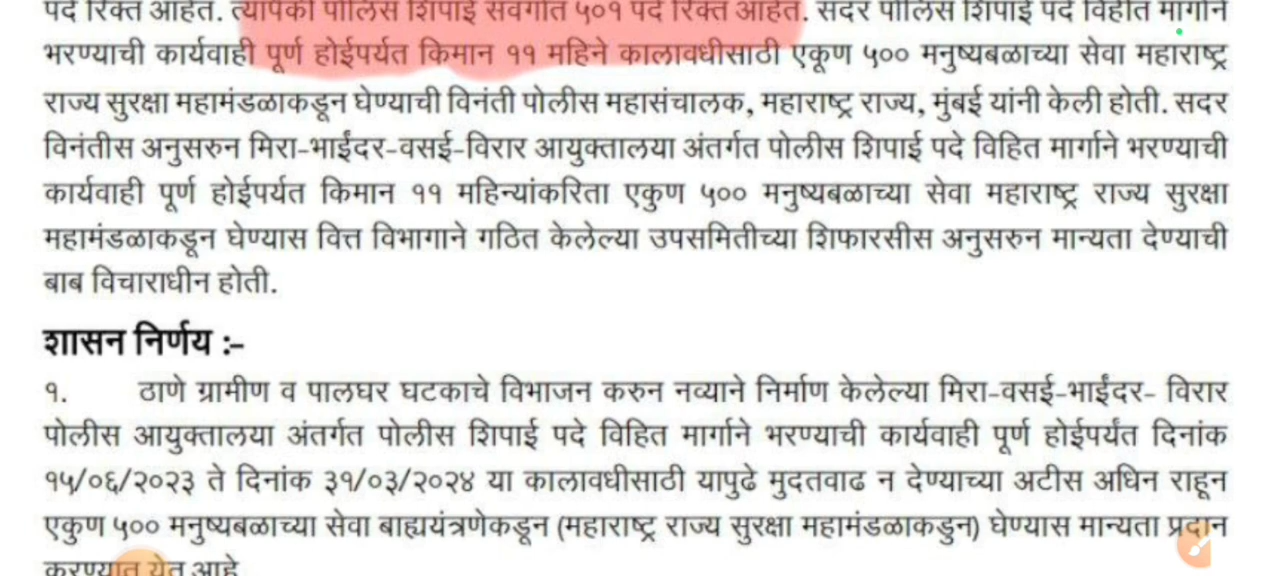 पदे रिक्त आहेत. त्यापैकी पोलिस शिपाई संवर्गात ५०१ पदे रिक्त आहेत. सदर पोलिस शिपाई पदे विहीत मार्गाने
भरण्याची कार्यवाही पूर्ण होईपर्यत किमान ११ महिने कालावधीसाठी एकूण ५०० मनुष्यबळाच्या सेवा महाराष्ट्र
राज्य सुरक्षा महामंडळाकडून घेण्याची विनंती पोलीस महासंचालक, महाराष्ट्र राज्य, मुंबई यांनी केली होती. सदर
विनंतीस अनुसरुन मिरा-भाईंदर-वसई-विरार आयुक्तालया अंतर्गत पोलीस शिपाई पदे विहित मार्गाने भरण्याची
कार्यवाही पूर्ण होईपर्यत किमान ११ महिन्यांकरिता एकुण ५०० मनुष्यबळाच्या सेवा महाराष्ट्र राज्य सुरक्षा
महामंडळाकडून घेण्यास वित्त विभागाने गठित केलेल्या उपसमितीच्या शिफारसीस अनुसरुन मान्यता देण्याची
बाब विचाराधीन होती.
शासन निर्णय :-
१. ठाणे ग्रामीण व पालघर घटकाचे विभाजन करुन नव्याने निर्माण केलेल्या मिरा-वसई-भाईंदर- विरार
पोलीस आयुक्तालया अंतर्गत पोलीस शिपाई पदे विहित मार्गाने भरण्याची कार्यवाही पूर्ण होईपर्यंत दिनांक
१५/०६/२०२३ ते दिनांक ३१/०३/२०२४ या कालावधीसाठी यापुढे मुदतवाढ न देण्याच्या अटीस अधिन राहून
एकुण ५०० मनुष्यबळाच्या सेवा बाह्ययंत्रणेकडून (महाराष्ट्र राज्य सुरक्षा महामंडळाकडुन) घेण्यास मान्यता प्रदान
करण्यात येत आहे